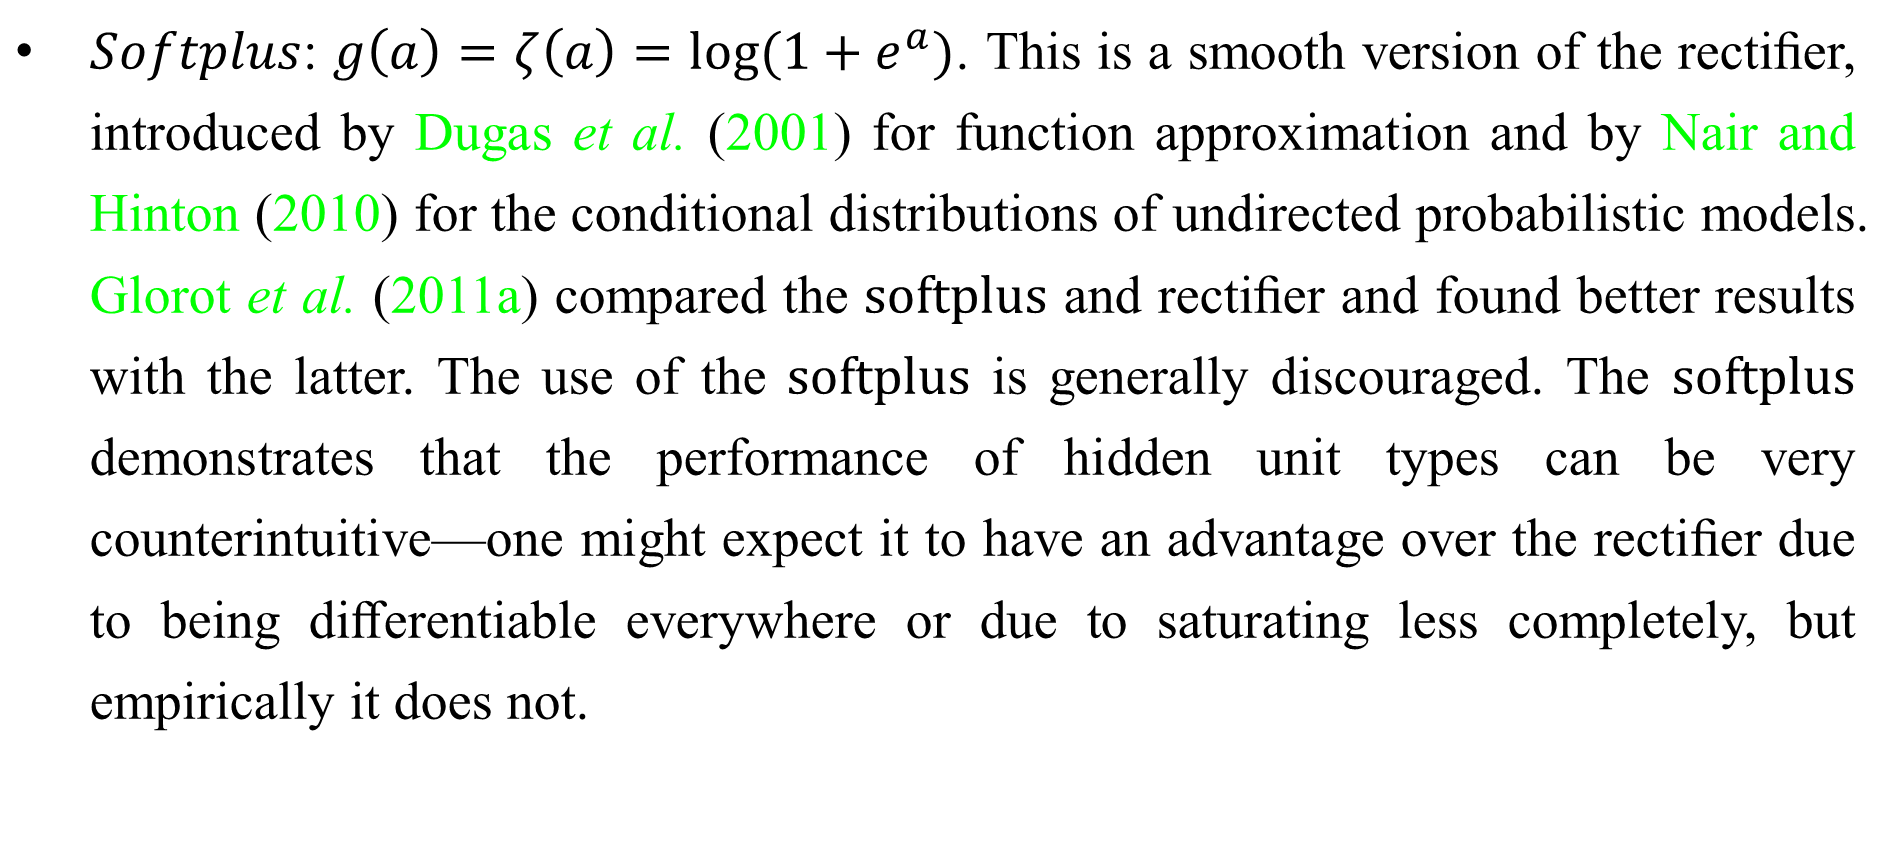 • Softplus: g(a) = ζ(a) = log(1 + eᵃ). This is a smooth version of the rectifier,
introduced by Dugas et al. (2001) for function approximation and by Nair and
Hinton (2010) for the conditional distributions of undirected probabilistic models.
Glorot et al. (2011a) compared the softplus and rectifier and found better results
with the latter. The use of the softplus is generally discouraged. The softplus
demonstrates that the performance of hidden unit types can be very
counterintuitive—one might expect it to have an advantage over the rectifier due
to being differentiable everywhere or due to saturating less completely, but
empirically it does not.